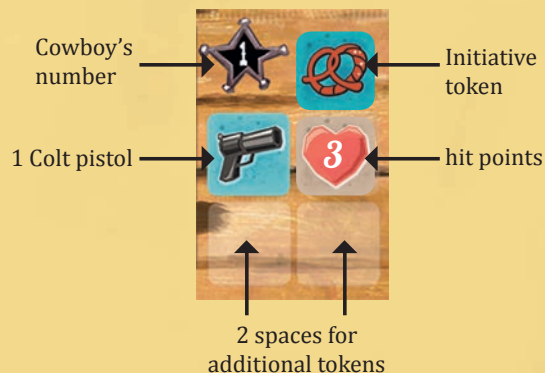 Cowboy's
number
1
Initiative
token
1 Colt pistol
3
hit points
2 spaces for
additional tokens